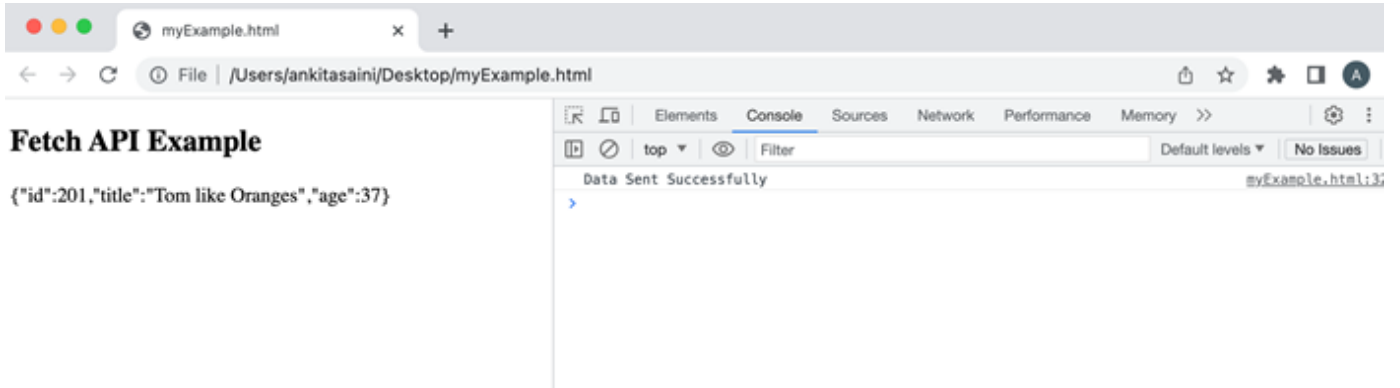 myExample.html
File | /Users/ankitasaini/Desktop/myExample.html
A
Fetch API Example
{"id":201,"title":"Tom like Oranges","age":37}
Elements Console Sources Network Performance Memory
top Filter Default levels No Issues
Data Sent Successfully myExample.html:32